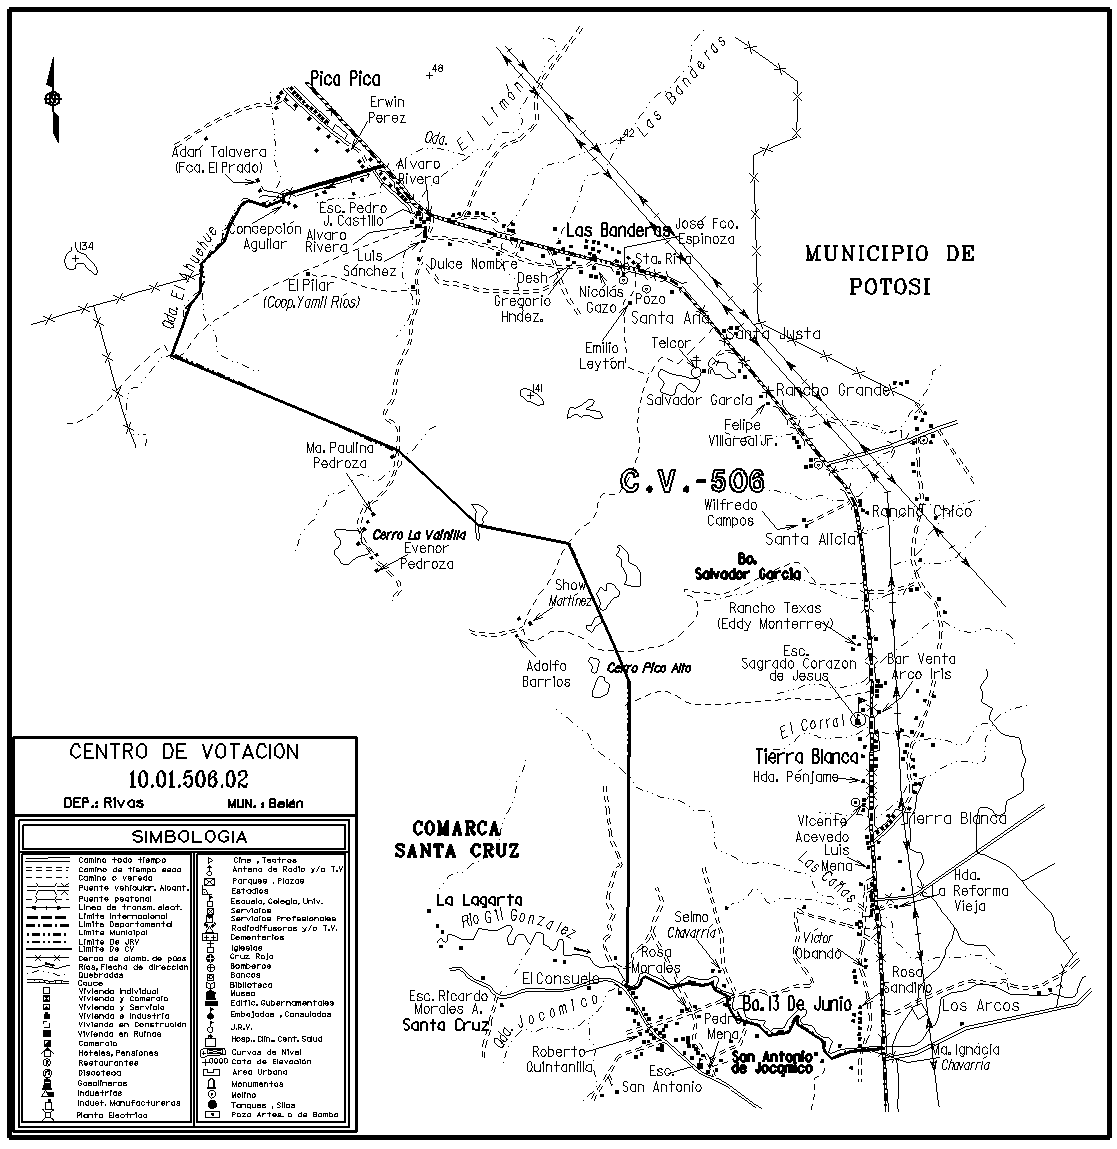 Pica Pica
48
Erwin
Perez
Qda. El Limón
Las Banderas
Adan Talavera
(Fca. El Prado)
Alvaro
Rivera
Esc. Pedro
J. Castillo
Concepción
Aguilar
Alvaro
Rivera
Luis
Sánchez
Las Banderas
José Fco.
Espinoza
Sta. Rita
MUNICIPIO DE
POTOSI
Dulce Nombre
Desh
El Pilar
(Coop. Yamil Ríos)
Gregorio
Hndez.
Nicolás
Gazo
Pozo
Santa Ana
Qda. El Ahuehue
Santa Justa
Emilio
Leytón
Telcor
141
Salvador García
Rancho Grande
Felipe
Villareal Jr.
Ma. Paulina
Pedroza
C.V.-506
Wilfredo
Campos
Rancho Chico
Santa Alicia
Cerro La Vainilla
Evenor
Pedroza
Bo.
Salvador García
Show
Martínez
Rancho Texas
(Eddy Monterrey)
Esc.
Sagrado Corazon
de Jesus
Bar Venta
Arco Iris
Adolfo
Barrios
Cerro Pico Alto
El Corral
Tierra Blanca
Hda. Pénjamo
CENTRO DE VOTACION
10.01.506.02
DEP.: Rivas MUN.: Belén
Vicente
Acevedo
Luis
Mena
Tierra Blanca
COMARCA
SANTA CRUZ
Las Cañas
Hda.
La Reforma
Vieja
La Lagarta
Río Gil González
Selmo
Chavarría
Victor
Obando
Rosa
Morales
Rosa
Sandino
El Consuelo
Los Arcos
Esc. Ricardo
Morales A.
Santa Cruz
Qda. Jocomico
Bo. 13 De Junio
Pedro
Mena
Roberto
Quintanilla
San Antonio
de Jocomico
Esc.
San Antonio
Ma. Ignácia
Chavarría
SIMBOLOGIA
Camino todo tiempo
Camino de tiempo seco
Camino o vereda
Puente vehicular. Alcant.
Puente peatonal
Línea de transm. elect.
Limite Internacional
Limite Departamental
Limite Municipal
Limite De JRV
Limite De CV
Cerca de alamb. de púas
Ríos, Flecha de dirección
Quebradas
Cauce
Vivienda Individual
Vivienda y Comercio
Vivienda y Servicio
Vivienda e Industria
Vivienda en Construcción
Vivienda en Ruinas
Comercio
Hoteles, Pensiones
Restaurantes
Discoteca
Gasolineras
Industrias
Indust. Manufactureras
Planta Electrica
Cine, Teatros
Antena de Radio y/o T.V
Parques, Plazas
Estadios
Escuela, Colegio, Univ.
Servicios
Servicios Profesionales
Radiodifusoras y/o T.V.
Cementerios
Iglesias
Cruz Roja
Bomberos
Bancos
Biblioteca
Museo
Edific. Gubernamentales
Embajadas, Consulados
J.R.V.
Hosp., Clin., Cent. Salud
Curvas de Nivel
Cota de Elevación
Area Urbana
Monumentos
Molino
Tanques, Silos
Pozo Artes. o de Bomba